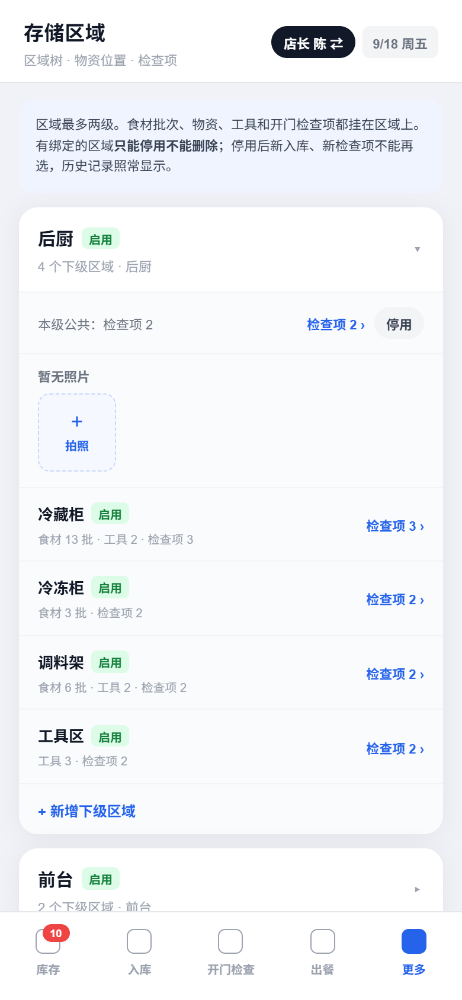 存储区域
区域树 · 物资位置 · 检查项
店长 陈 ⇄
9/18 周五
区域最多两级。食材批次、物资、工具和开门检查项都挂在区域上。
有绑定的区域只能停用不能删除；停用后新入库、新检查项不能再
选，历史记录照常显示。
后厨 启用
4 个下级区域 · 后厨
本级公共：检查项 2
检查项 2 ›
停用
暂无照片
+
拍照
冷藏柜 启用
食材 13 批 · 工具 2 · 检查项 3
检查项 3 ›
冷冻柜 启用
食材 3 批 · 检查项 2
检查项 2 ›
调料架 启用
食材 6 批 · 工具 2 · 检查项 2
检查项 2 ›
工具区 启用
工具 3 · 检查项 2
检查项 2 ›
+ 新增下级区域
前台 启用
2 个下级区域 · 前台
10
库存
入库
开门检查
出餐
更多